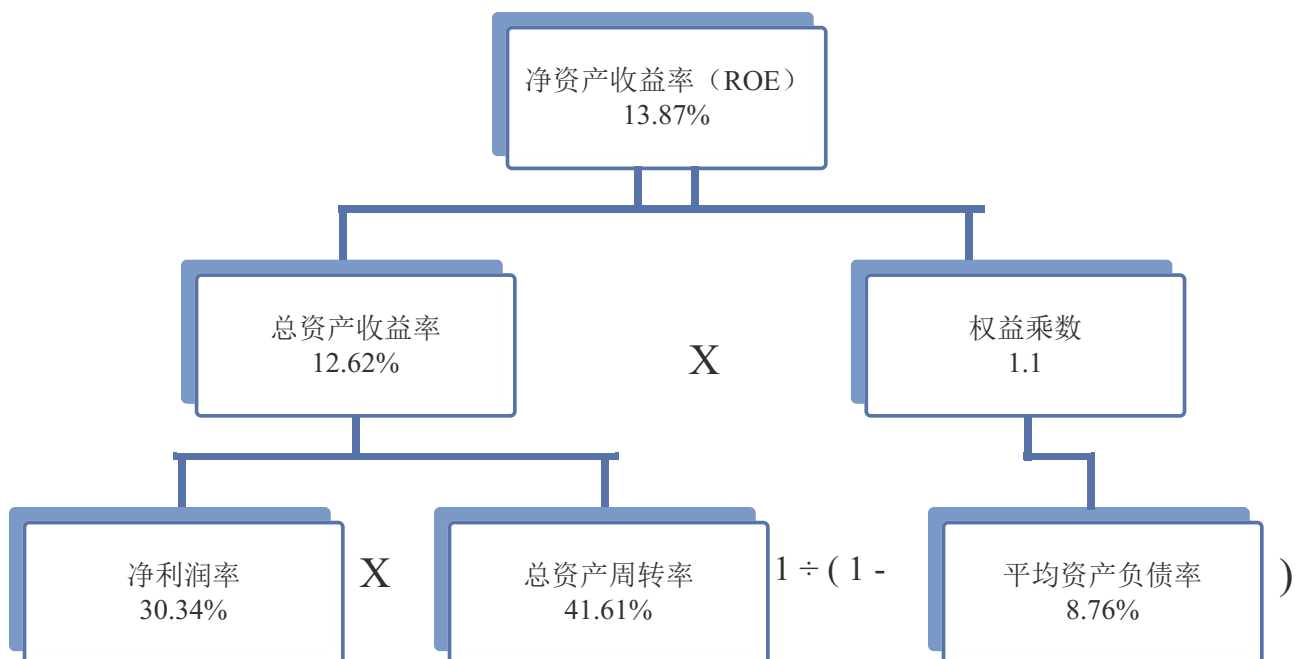 净资产收益率（ROE）
13.87%
总资产收益率
12.62%
X
权益乘数
1.1
净利润率
30.34%
X
总资产周转率
41.61%
1 ÷ ( 1 -
平均资产负债率
8.76%
)